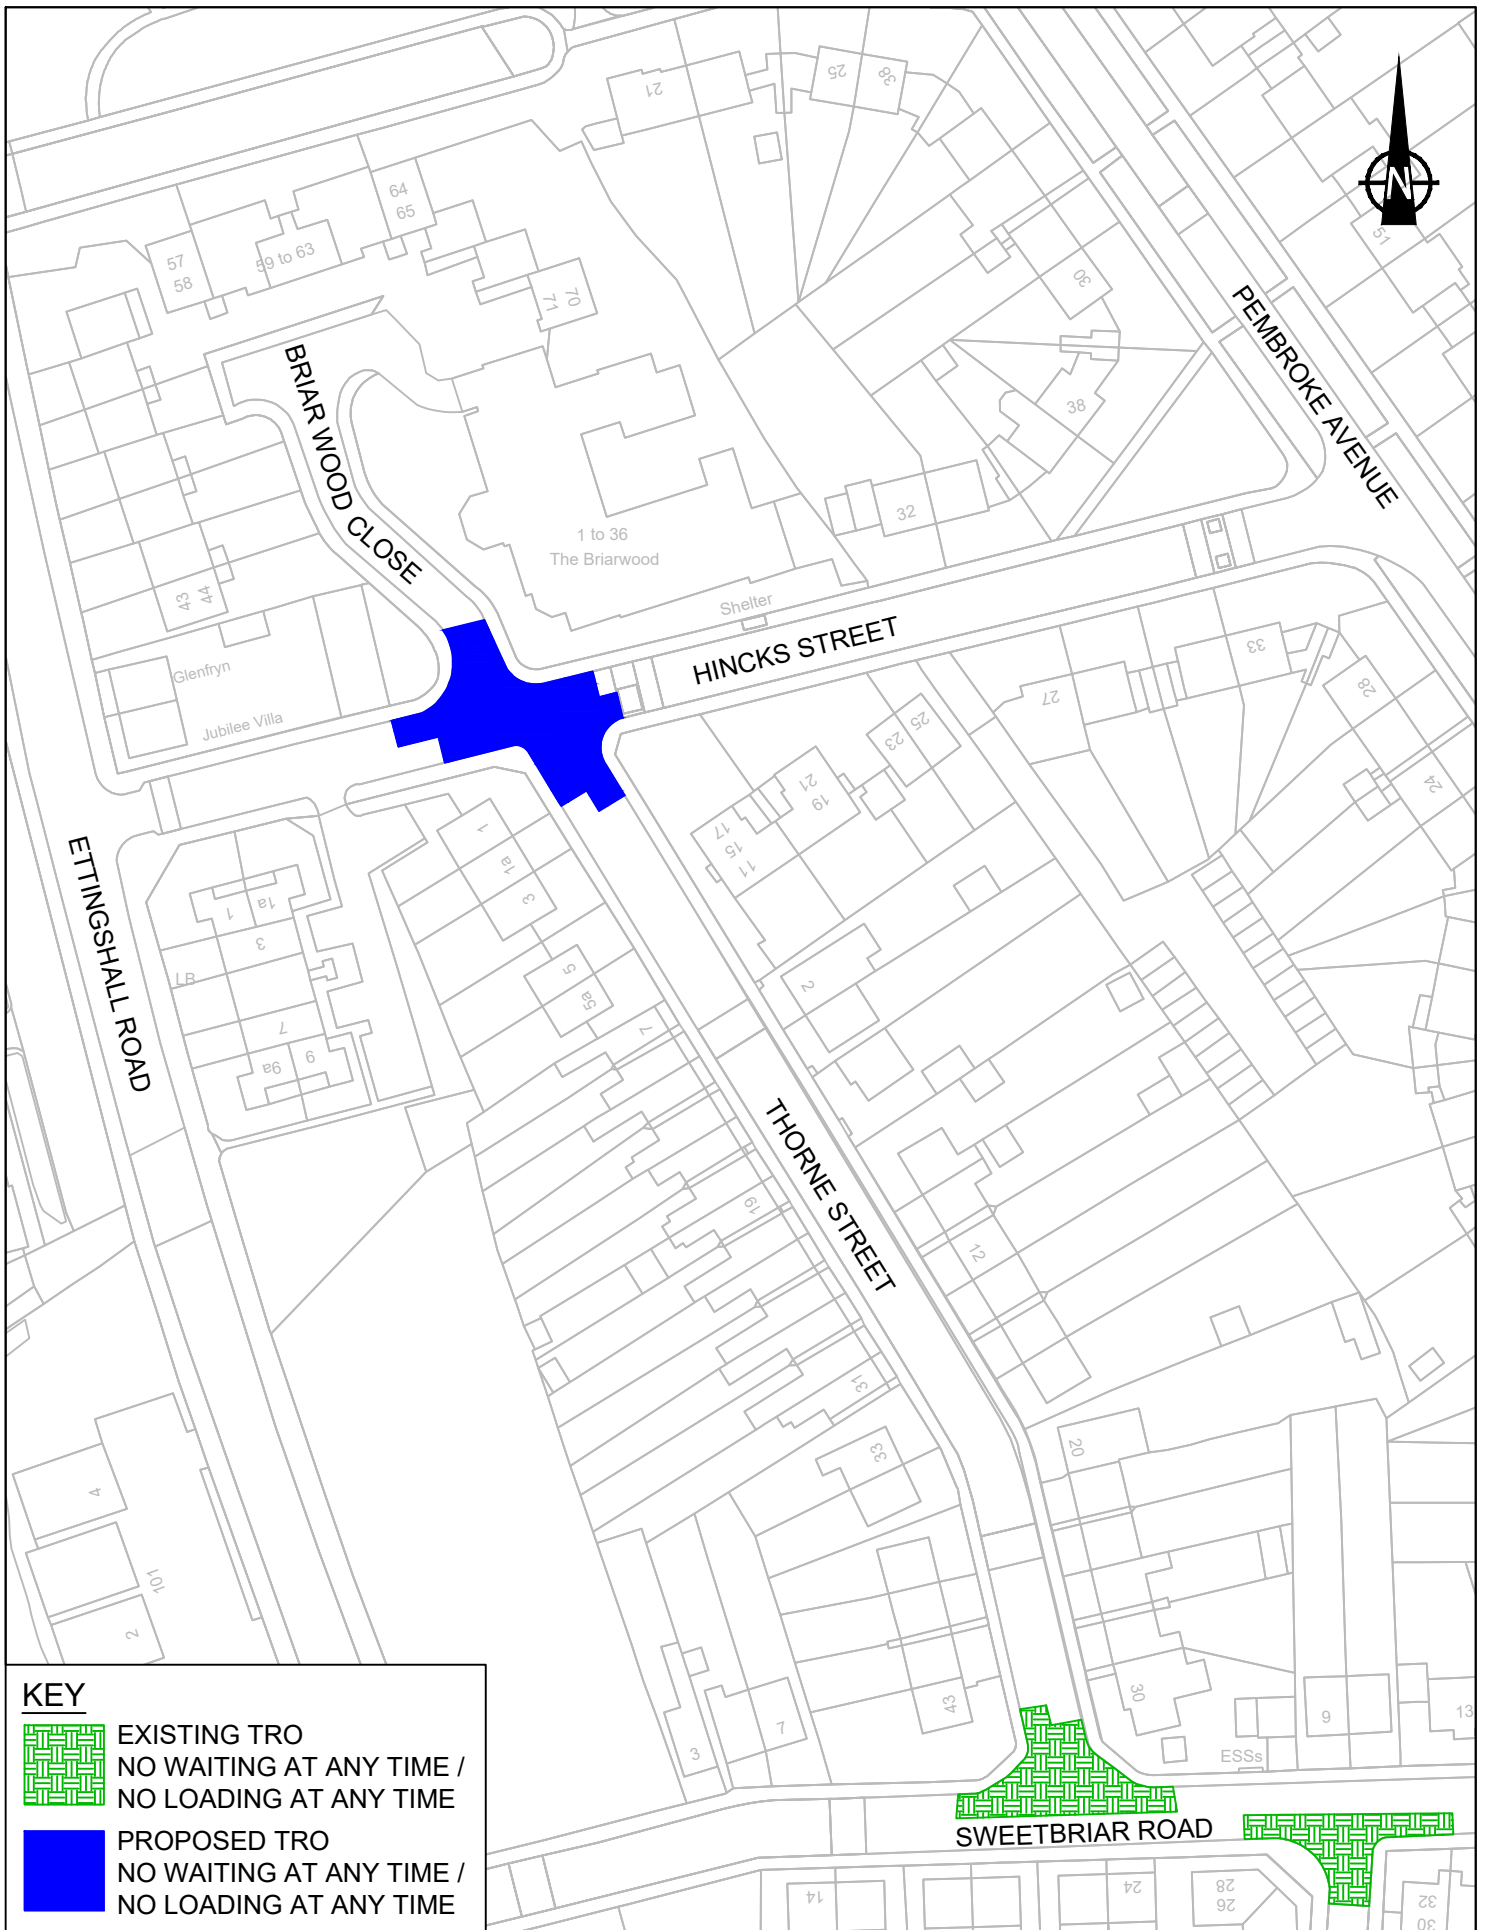 21
25
38
N
64
65
57
58
59 to 63
51
71
70
30
PEMBROKE AVENUE
BRIAR WOOD CLOSE
38
32
1 to 36
The Briarwood
43
44
Shelter
HINCKS STREET
33
Glenfryn
Jubilee Villa
27
28
25
23
21
19
24
17
15
11
1
1a
3
ETTINGSHALL ROAD
1
1a
3
LB
5
5a
2
7
7
9a
9
THORNE STREET
19
12
31
33
20
4
101
2
43
30
9
13
7
3
ESSs
SWEETBRIAR ROAD
14
24
28
26
32
30
KEY
EXISTING TRO
NO WAITING AT ANY TIME /
NO LOADING AT ANY TIME
PROPOSED TRO
NO WAITING AT ANY TIME /
NO LOADING AT ANY TIME